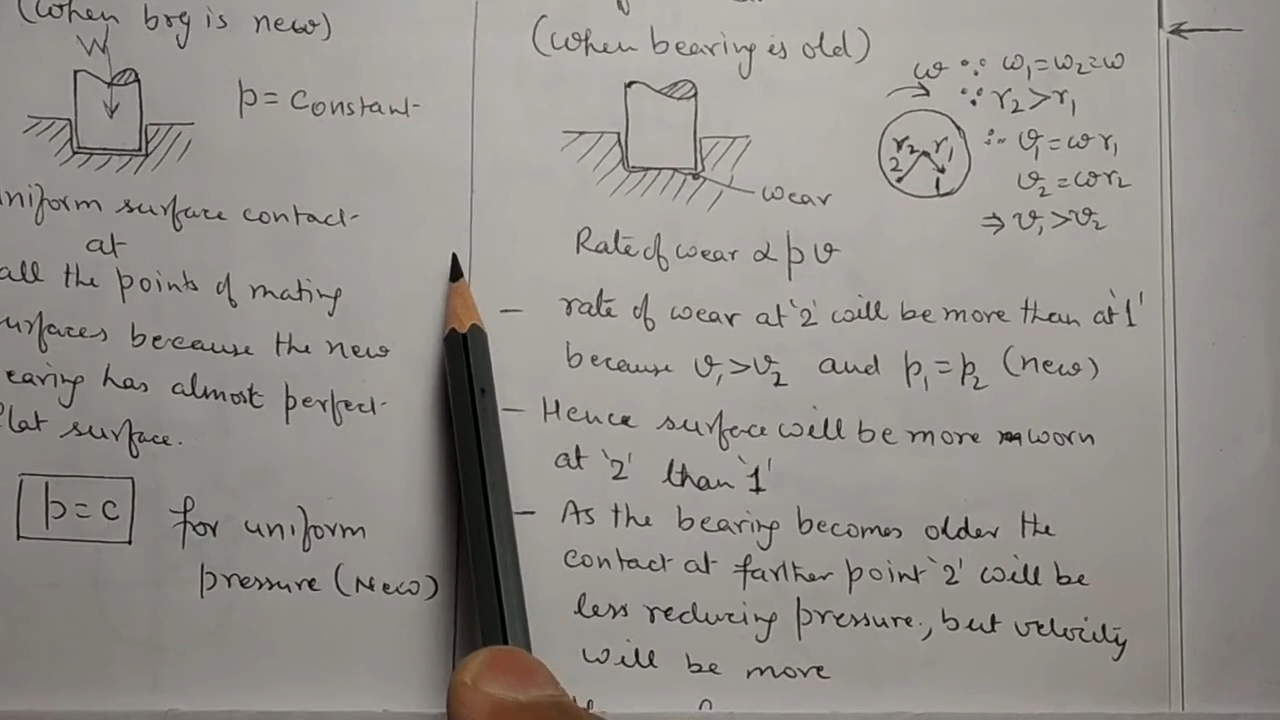 (When brg is new)
W
p = Constant
uniform surface contact
at
all the points of mating
surfaces because the new
earing has almost perfect
flat surface.
p = c for uniform
pressure (New)
(When bearing is old)
ω ∵ ω1 = ω2 = ω
∵ r2 > r1
∴ v1 = ωr1
v2 = ωr2
⇒ v1 > v2
r2 r1
2 1
wear
Rate of wear α p v
– rate of wear at '2' will be more than at '1'
because v1 > v2 and p1 = p2 (new)
– Hence surface will be more worn
at '2' than '1'
– As the bearing becomes older the
contact at farther point '2' will be
less reducing pressure, but velocity
will be more